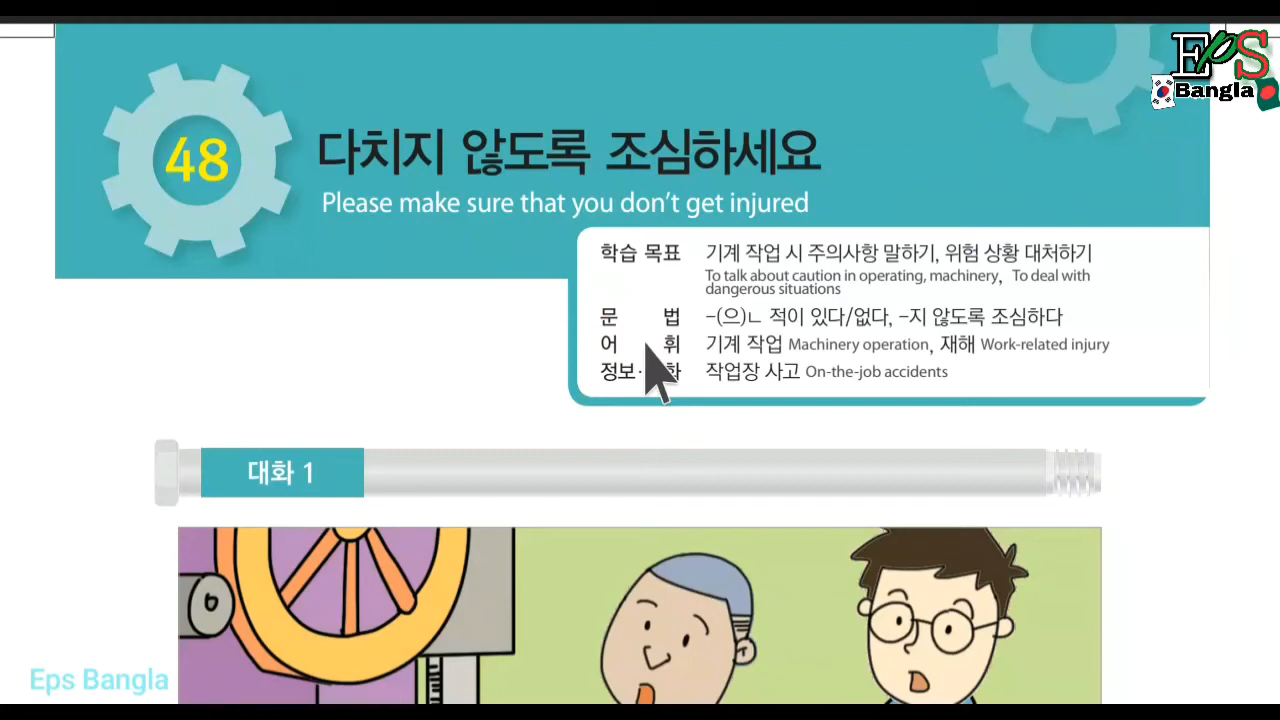 EPS
Bangla
48
다치지 않도록 조심하세요
Please make sure that you don't get injured
학습 목표 기계 작업 시 주의사항 말하기, 위험 상황 대처하기
To talk about caution in operating, machinery, To deal with
dangerous situations
문 법 -(으)ㄴ 적이 있다/없다, -지 않도록 조심하다
어 휘 기계 작업 Machinery operation, 재해 Work-related injury
정보· 화 작업장 사고 On-the-job accidents
대화 1
Eps Bangla